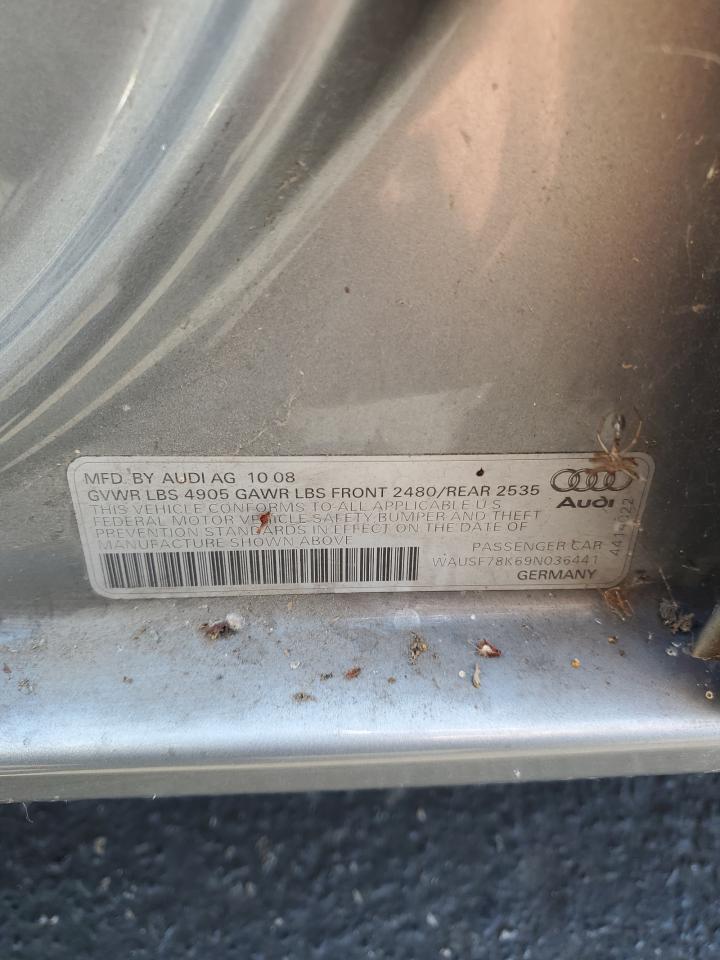 MFD. BY AUDI AG 10 08
GVWR LBS 4905 GAWR LBS FRONT 2480/REAR 2535
THIS VEHICLE CONFORMS TO ALL APPLICABLE U S
FEDERAL MOTOR VEHICLE SAFETY BUMPER AND THEFT
PREVENTION STANDARDS IN EFFECT ON THE DATE OF
MANUFACTURE SHOWN ABOVE
PASSENGER CAR
WAUSF78K69N036441
GERMANY
Audi